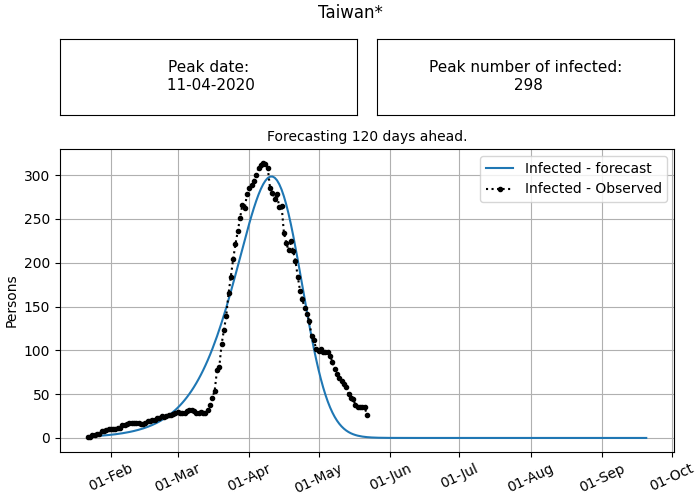 Taiwan*
Peak date:
11-04-2020
Peak number of infected:
298
Forecasting 120 days ahead.
Infected - forecast
Infected - Observed
Persons
300
250
200
150
100
50
0
01-Feb
01-Mar
01-Apr
01-May
01-Jun
01-Jul
01-Aug
01-Sep
01-Oct